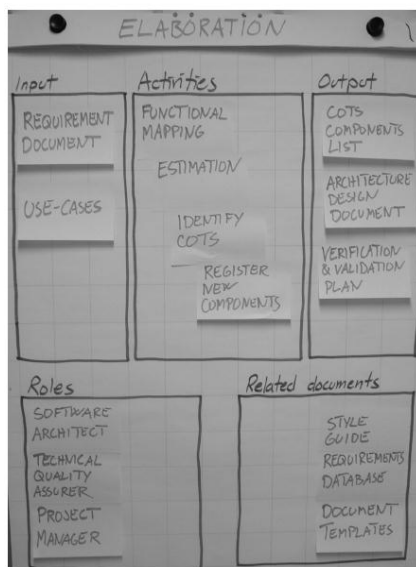 ELABORATION
Input
REQUIREMENT
DOCUMENT
USE-CASES
Activities
FUNCTIONAL
MAPPING
ESTIMATION
IDENTIFY
COTS
REGISTER
NEW
COMPONENTS
Output
COTS
COMPONENTS
LIST
ARCHITECTURE
DESIGN
DOCUMENT
VERIFICATION
& VALIDATION
PLAN
Roles
SOFTWARE
ARCHITECT
TECHNICAL
QUALITY
ASSURER
PROJECT
MANAGER
Related documents
STYLE
GUIDE
REQUIREMENTS
DATABASE
DOCUMENT
TEMPLATES